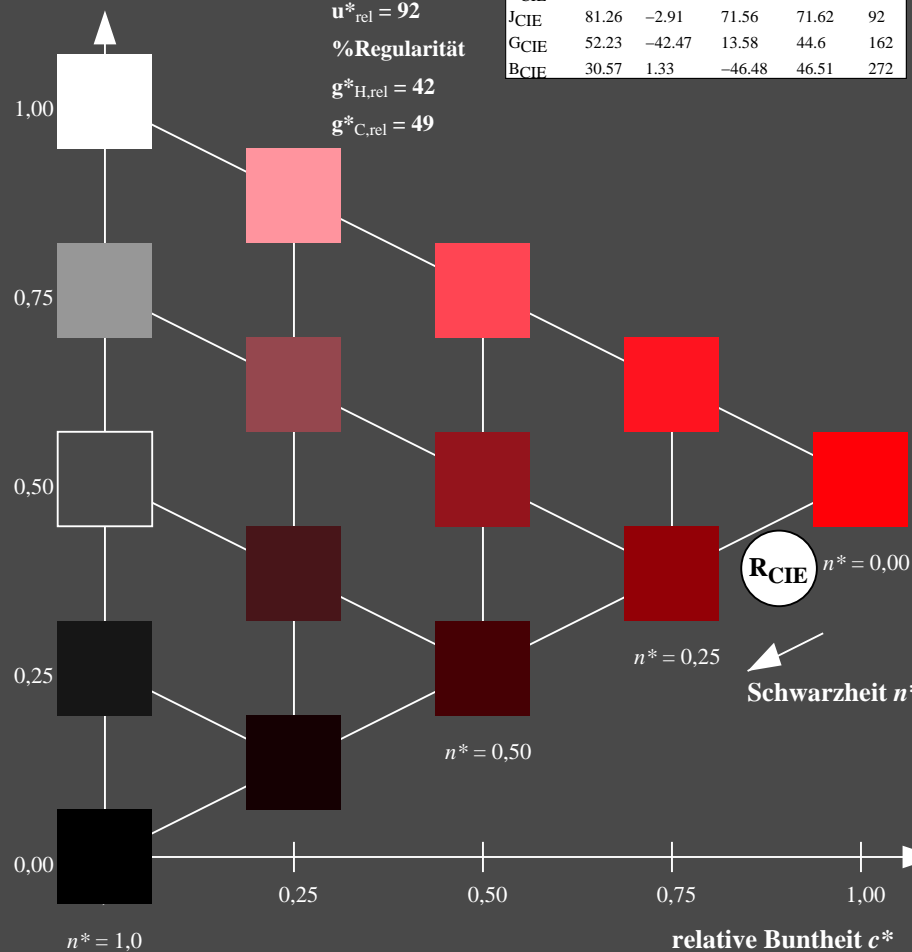 u*rel = 92
%Regularität
g*H,rel = 42
g*C,rel = 49
CIE
JCIE 81.26 −2.91 71.56 71.62 92
GCIE 52.23 −42.47 13.58 44.6 162
BCIE 30.57 1.33 −46.48 46.51 272
1,00
0,75
0,50
0,25
0,00
RCIE
n* = 0,00
n* = 0,25
Schwarzheit n*
n* = 0,50
0,25 0,50 0,75 1,00
n* = 1,0
relative Buntheit c*